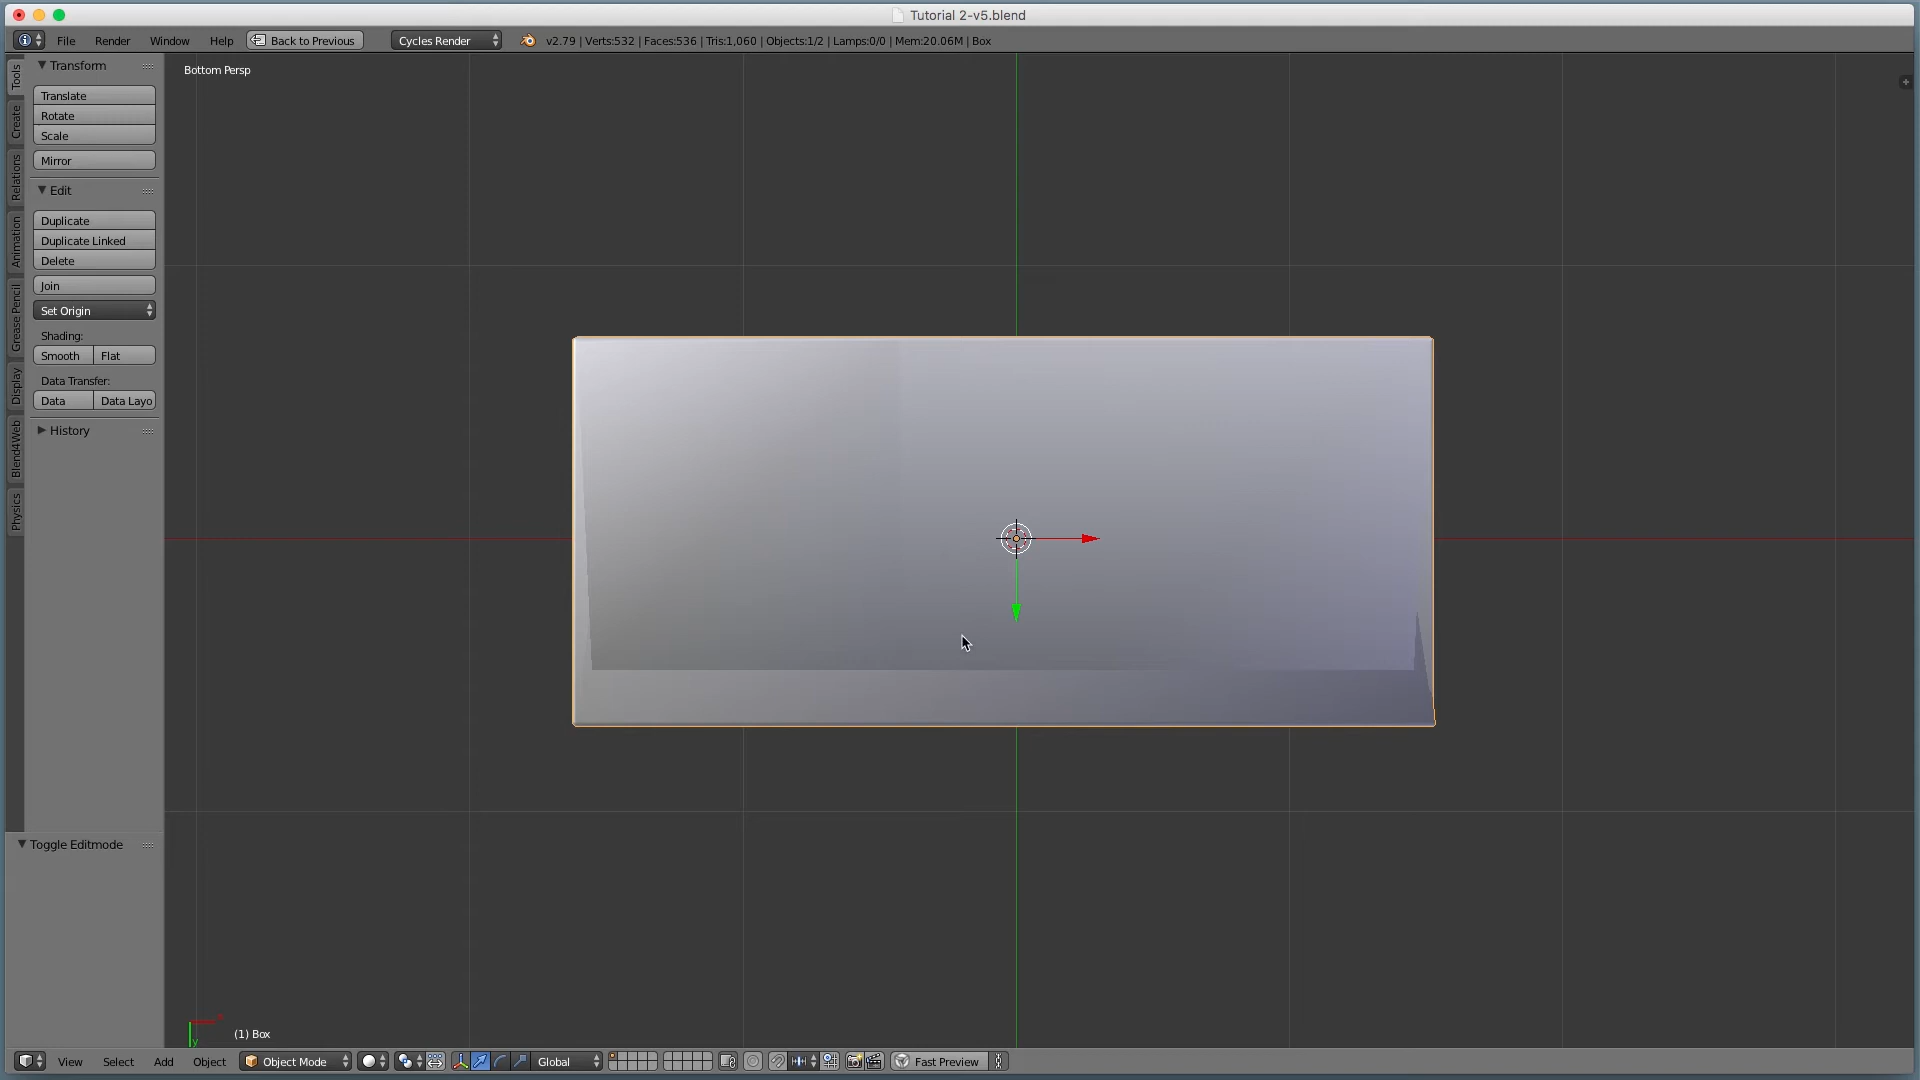 Tutorial 2-v5.blend
File Render Window Help Back to Previous Cycles Render v2.79 | Verts:532 | Faces:536 | Tris:1,060 | Objects:1/2 | Lamps:0/0 | Mem:20.06M | Box
Tools
Create
Relations
Animation
Grease Pencil
Display
Blend4Web
Physics
Transform
Translate
Rotate
Scale
Mirror
Edit
Duplicate
Duplicate Linked
Delete
Join
Set Origin
Shading:
Smooth Flat
Data Transfer:
Data Data Layo
History
Toggle Editmode
Bottom Persp
x
y
(1) Box
View Select Add Object Object Mode Global Fast Preview